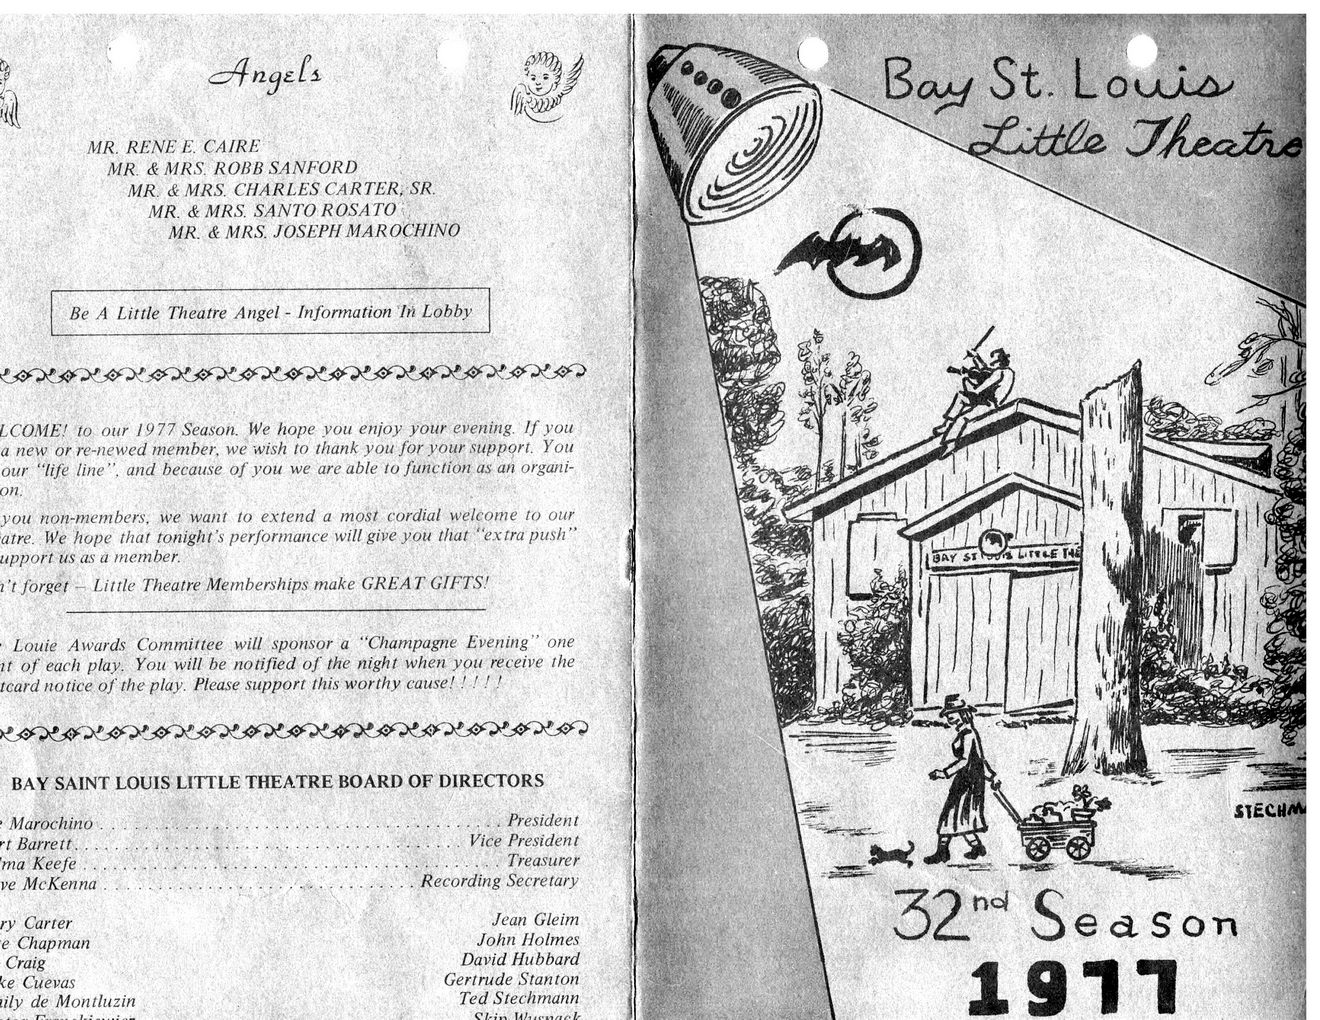 Angels
MR. RENE E. CAIRE
MR. & MRS. ROBB SANFORD
MR. & MRS. CHARLES CARTER, SR.
MR. & MRS. SANTO ROSATO
MR. & MRS. JOSEPH MAROCHINO
Be A Little Theatre Angel - Information In Lobby
LCOME! to our 1977 Season. We hope you enjoy your evening. If you
a new or re-newed member, we wish to thank you for your support. You
our "life line", and because of you we are able to function as an organi-
on.
you non-members, we want to extend a most cordial welcome to our
atre. We hope that tonight's performance will give you that "extra push"
upport us as a member.
n't forget – Little Theatre Memberships make GREAT GIFTS!
Louie Awards Committee will sponsor a "Champagne Evening" one
nt of each play. You will be notified of the night when you receive the
tcard notice of the play. Please support this worthy cause! ! ! ! !
BAY SAINT LOUIS LITTLE THEATRE BOARD OF DIRECTORS
e Marochino . . . . . . . . . . . . . . . . . . . . . . . . . . . . . . President
rt Barrett . . . . . . . . . . . . . . . . . . . . . . . . . . . . . . Vice President
lma Keefe . . . . . . . . . . . . . . . . . . . . . . . . . . . . . . Treasurer
ve McKenna . . . . . . . . . . . . . . . . . . . . . . . . Recording Secretary
ry Carter
e Chapman
Craig
ke Cuevas
ily de Montluzin
Jean Gleim
John Holmes
David Hubbard
Gertrude Stanton
Ted Stechmann
Skip Wusnack
Bay St. Louis
Little Theatre
BAY ST LOUIS LITTLE THE
STECHM
32nd Season
1977